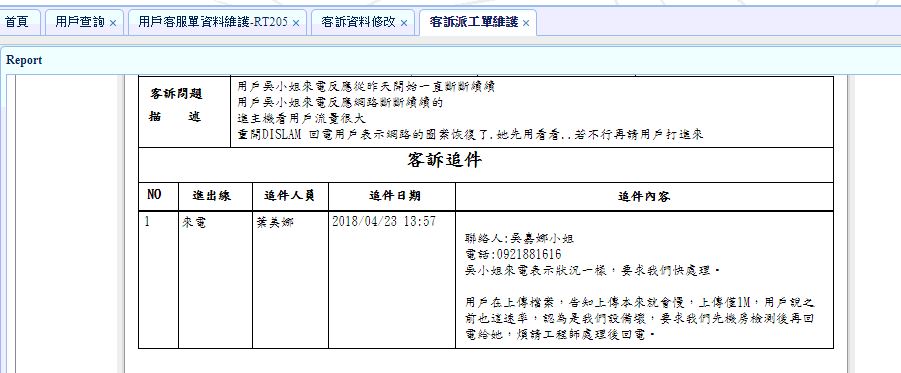 首頁 用戶查詢 × 用戶客服單資料維護-RT205 × 客訴資料修改 × 客訴派工單維護 ×
Report
客訴問題
描 述
用戶吳小姐來電反應從昨天開始一直斷斷續續
用戶吳小姐來電反應網路斷斷續續的
進主機看用戶流量很大
重開DISLAM 回電用戶表示網路的圖案恢復了,她先用看看,.若不行再請用戶打進來
客訴追件
NO 進出線 追件人員 追件日期 追件內容
1 來電 葉美娜 2018/04/23 13:57
聯絡人:吳嘉娜小姐
電話:0921881616
吳小姐來電表示狀況一樣，要求我們快處理。
用戶在上傳檔案，告知上傳本來就會慢，上傳僅1M，用戶說之
前也這速率，認為是我們設備壞，要求我們先機房檢測後再回
電給她，煩請工程師處理後回電。